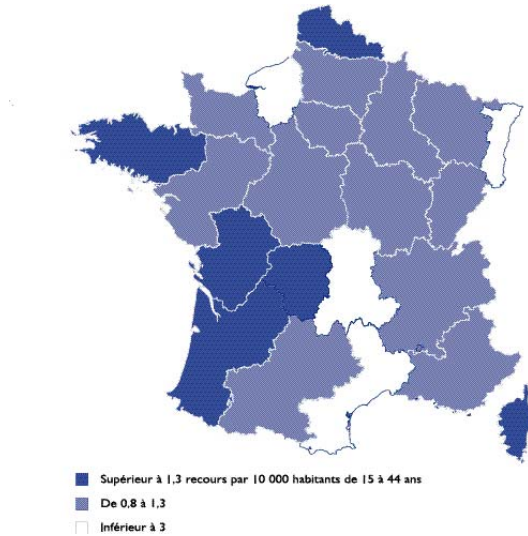 Supérieur à 1,3 recours par 10 000 habitants de 15 à 44 ans
De 0,8 à 1,3
Inférieur à 3